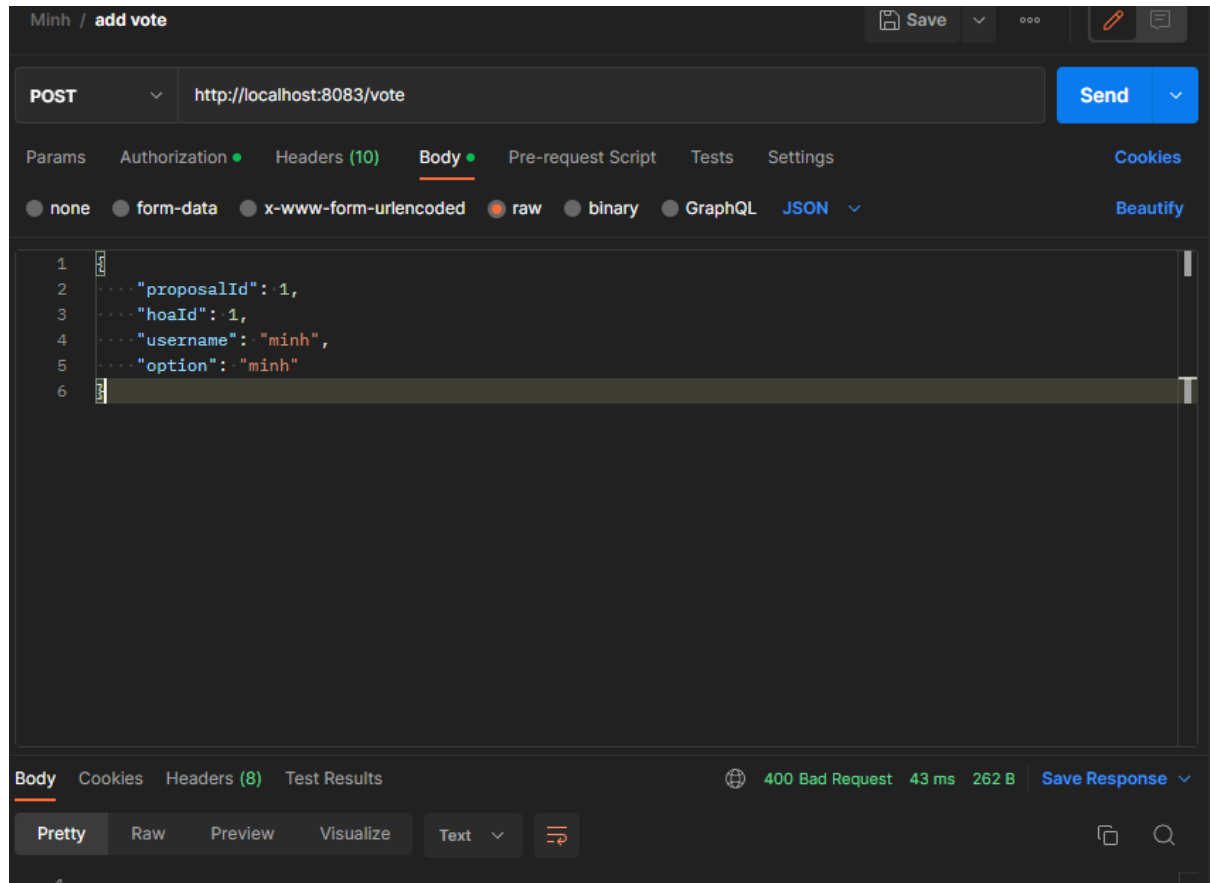 Minh / add vote Save ooo
POST http://localhost:8083/vote Send
Params Authorization Headers (10) Body Pre-request Script Tests Settings Cookies
none form-data x-www-form-urlencoded raw binary GraphQL JSON Beautify
1 {
2 ····"proposalId":·1,
3 ····"hoaId":·1,
4 ····"username":·"minh",
5 ····"option":·"minh"
6 }
Body Cookies Headers (8) Test Results 400 Bad Request 43 ms 262 B Save Response
Pretty Raw Preview Visualize Text
1